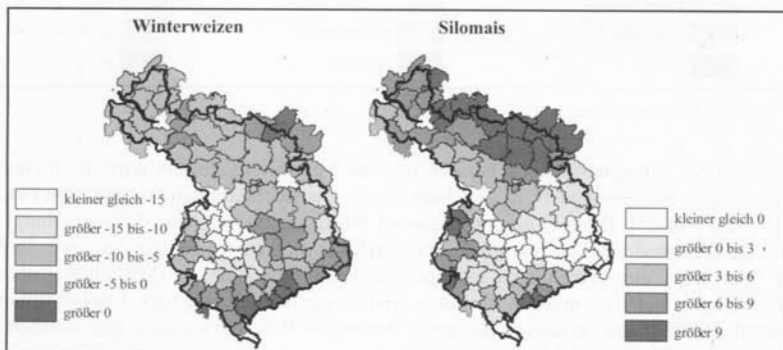 Winterweizen
Silomais
kleiner gleich -15
größer -15 bis -10
größer -10 bis -5
größer -5 bis 0
größer 0
kleiner gleich 0
größer 0 bis 3
größer 3 bis 6
größer 6 bis 9
größer 9